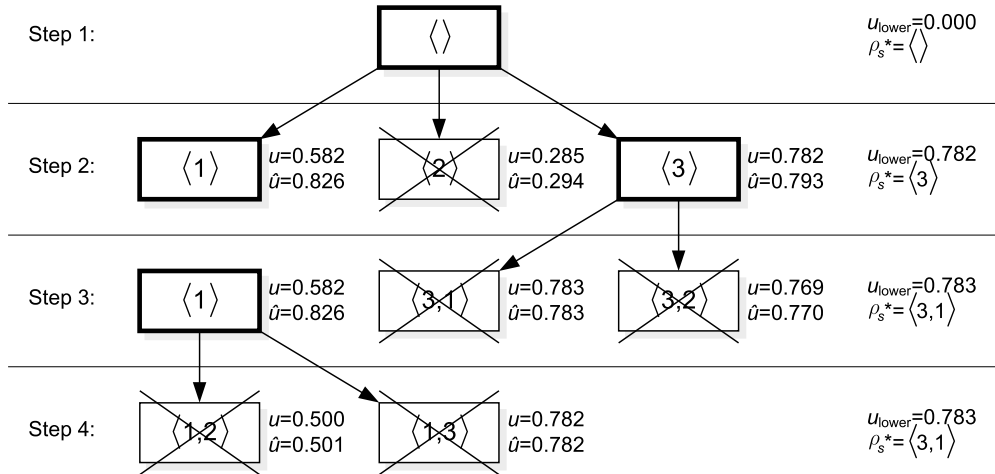 Step 1:
⟨⟩
u_lower=0.000
ρ_s*=⟨⟩
Step 2:
⟨1⟩
u=0.582
û=0.826
⟨2⟩
u=0.285
û=0.294
⟨3⟩
u=0.782
û=0.793
u_lower=0.782
ρ_s*=⟨3⟩
Step 3:
⟨1⟩
u=0.582
û=0.826
⟨3,1⟩
u=0.783
û=0.783
⟨3,2⟩
u=0.769
û=0.770
u_lower=0.783
ρ_s*=⟨3,1⟩
Step 4:
⟨1,2⟩
u=0.500
û=0.501
⟨1,3⟩
u=0.782
û=0.782
u_lower=0.783
ρ_s*=⟨3,1⟩